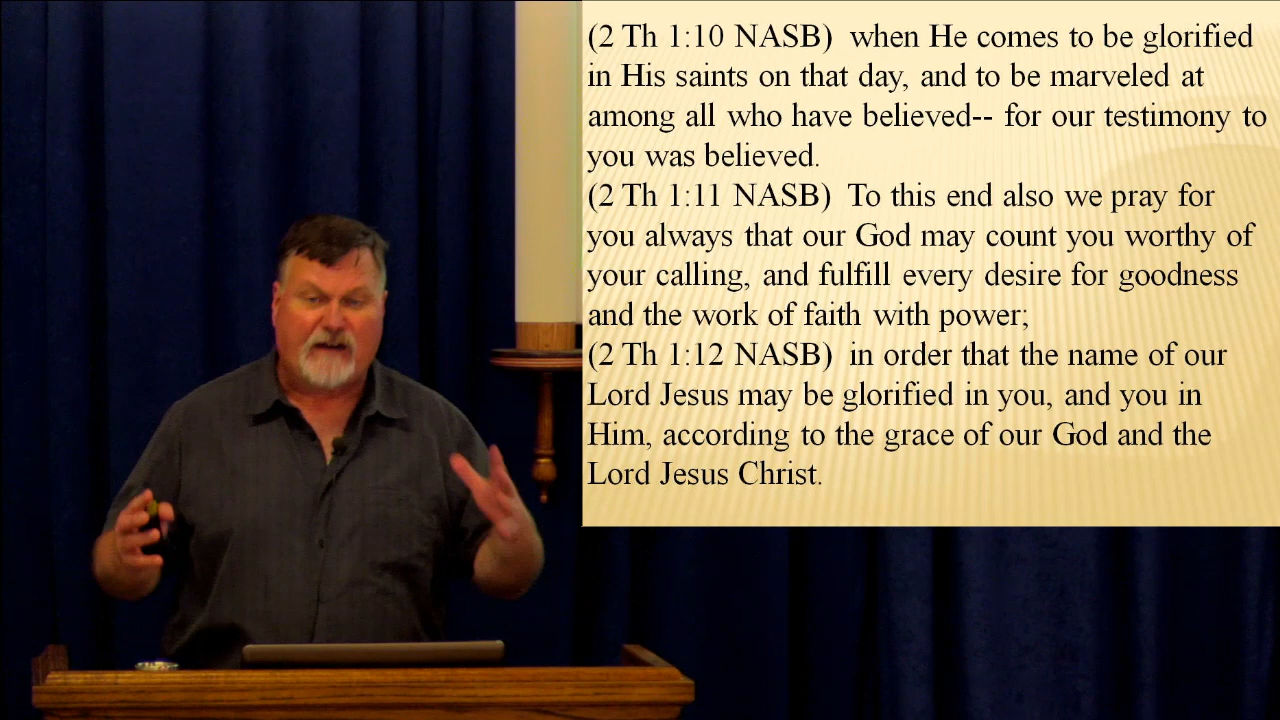 (2 Th 1:10 NASB)  when He comes to be glorified
in His saints on that day, and to be marveled at
among all who have believed-- for our testimony to
you was believed.
(2 Th 1:11 NASB)  To this end also we pray for
you always that our God may count you worthy of
your calling, and fulfill every desire for goodness
and the work of faith with power;
(2 Th 1:12 NASB)  in order that the name of our
Lord Jesus may be glorified in you, and you in
Him, according to the grace of our God and the
Lord Jesus Christ.